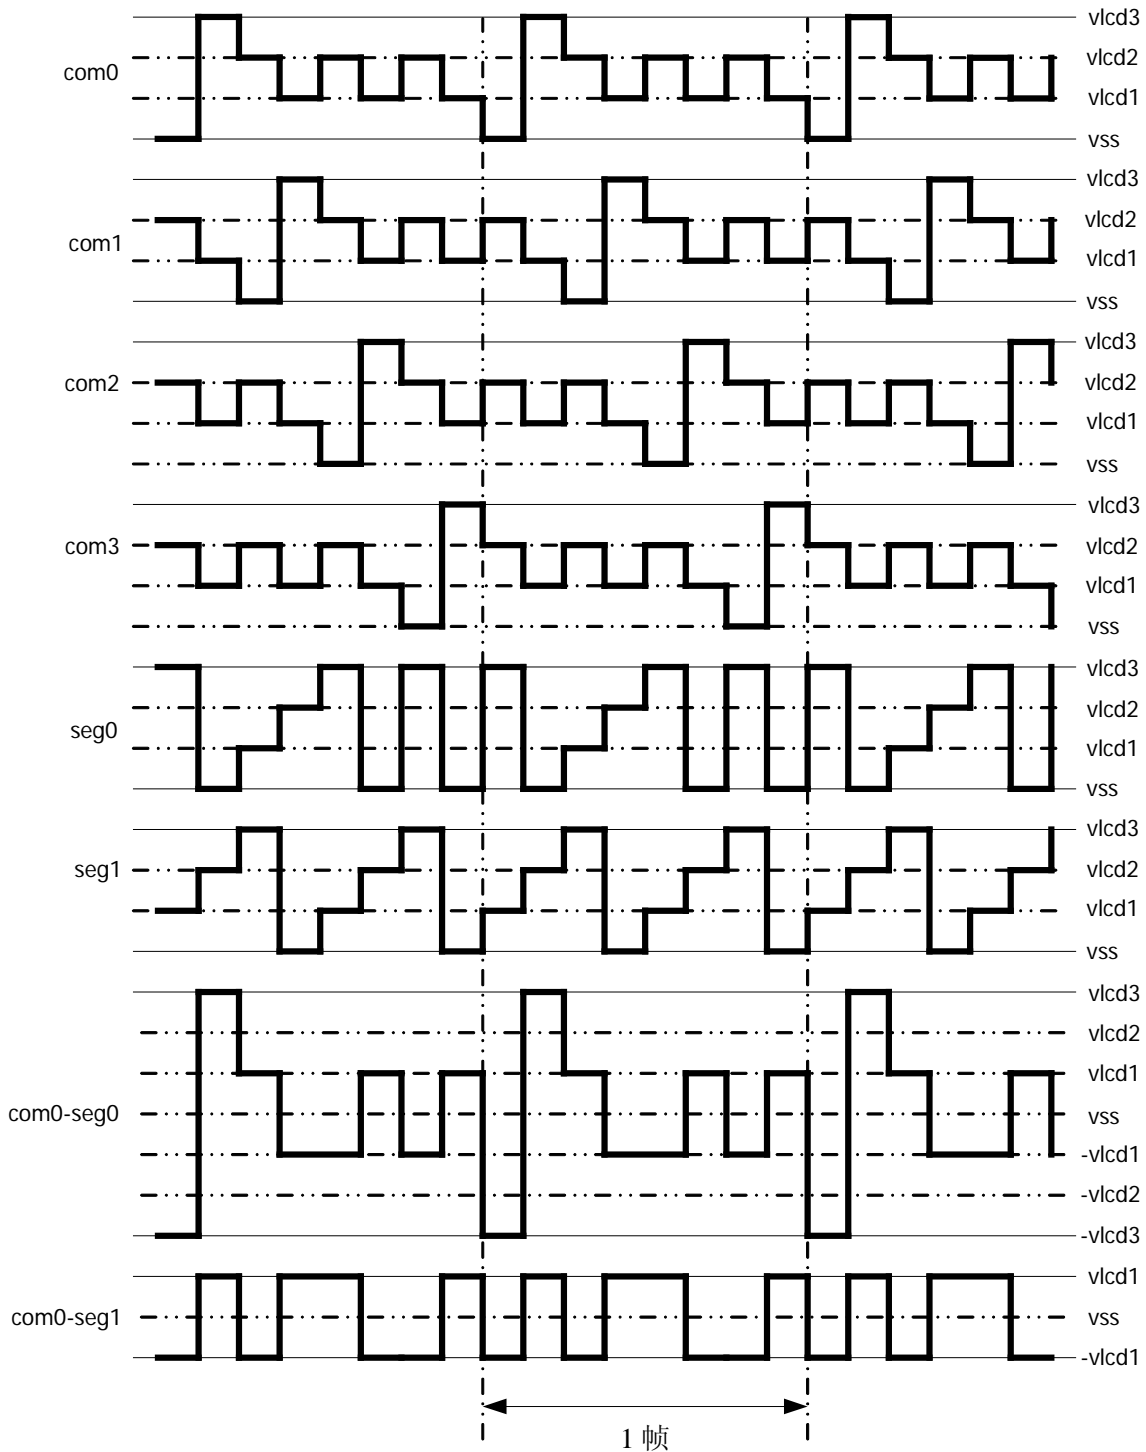 vlcd3
com0
vlcd2
vlcd1
vss
vlcd3
com1
vlcd2
vlcd1
vss
vlcd3
com2
vlcd2
vlcd1
vss
vlcd3
com3
vlcd2
vlcd1
vss
vlcd3
seg0
vlcd2
vlcd1
vss
vlcd3
seg1
vlcd2
vlcd1
vss
vlcd3
vlcd2
vlcd1
com0-seg0
vss
-vlcd1
-vlcd2
-vlcd3
vlcd1
com0-seg1
vss
-vlcd1
1 帧